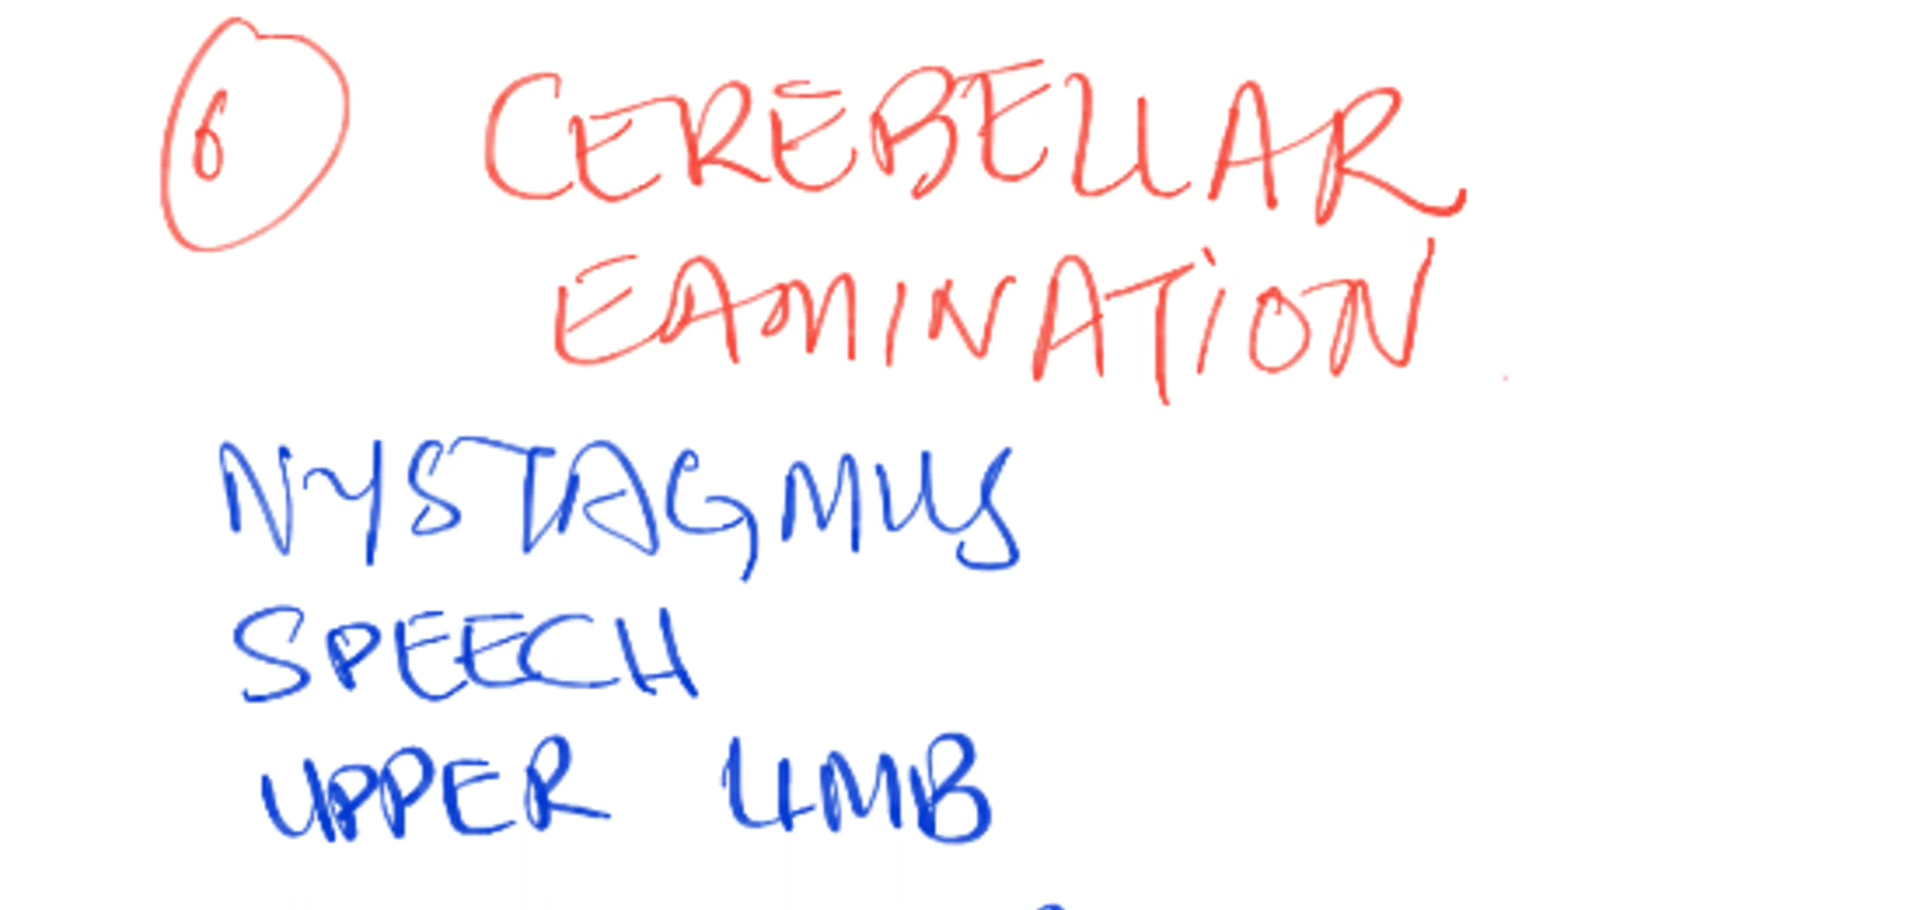 6 CEREBELLAR
EAMINATION
NYSTAGMUS
SPEECH
UPPER LIMB